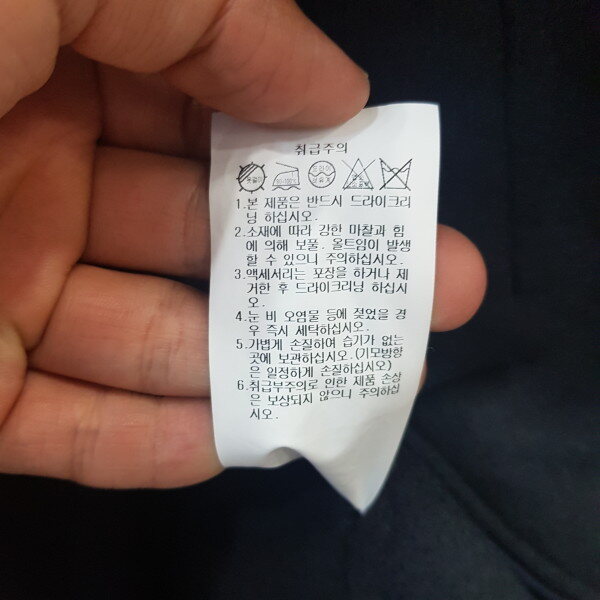 취급주의
1.본 제품은 반드시 드라이크리
닝 하십시오.
2.소재에 따라 강한 마찰과 힘
에 의해 보풀. 올트임이 발생
할 수 있으니 주의하십시오.
3.액세서리는 포장을 하거나 제
거한 후 드라이크리닝 하십시
오.
4.눈 비 오염물 등에 젖었을 경
우 즉시 세탁하십시오.
5.가볍게 손질하여 습기가 없는
곳에 보관하십시오.(기모방향
은 일정하게 손질하십시오)
6.취급부주의로 인한 제품 손상
은 보상되지 않으니 주의하십
시오.